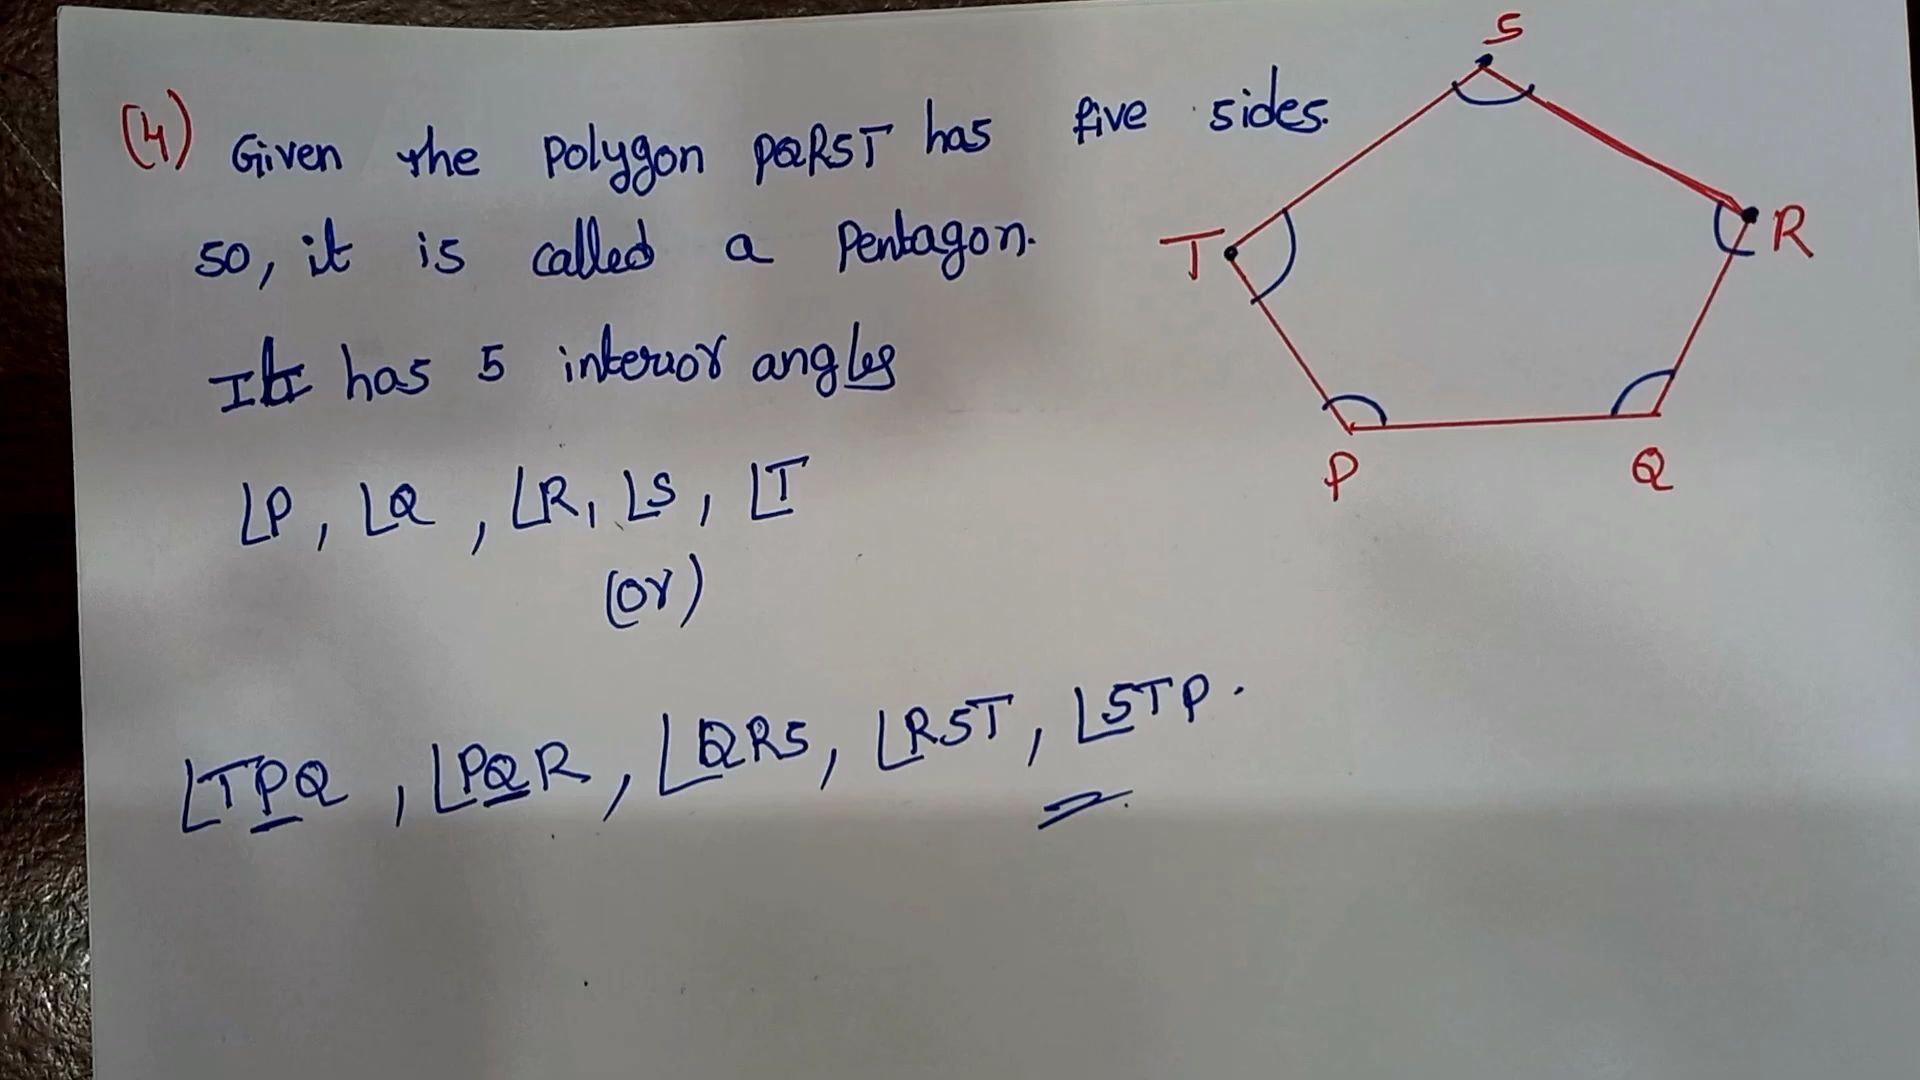 (4) Given the Polygon PQRST has five sides.
so, it is called a Pentagon.
It has 5 interior angles
∠P, ∠Q, ∠R, ∠S, ∠T
(or)
∠TPQ, ∠PQR, ∠QRS, ∠RST, ∠STP.
S
T
R
P
Q